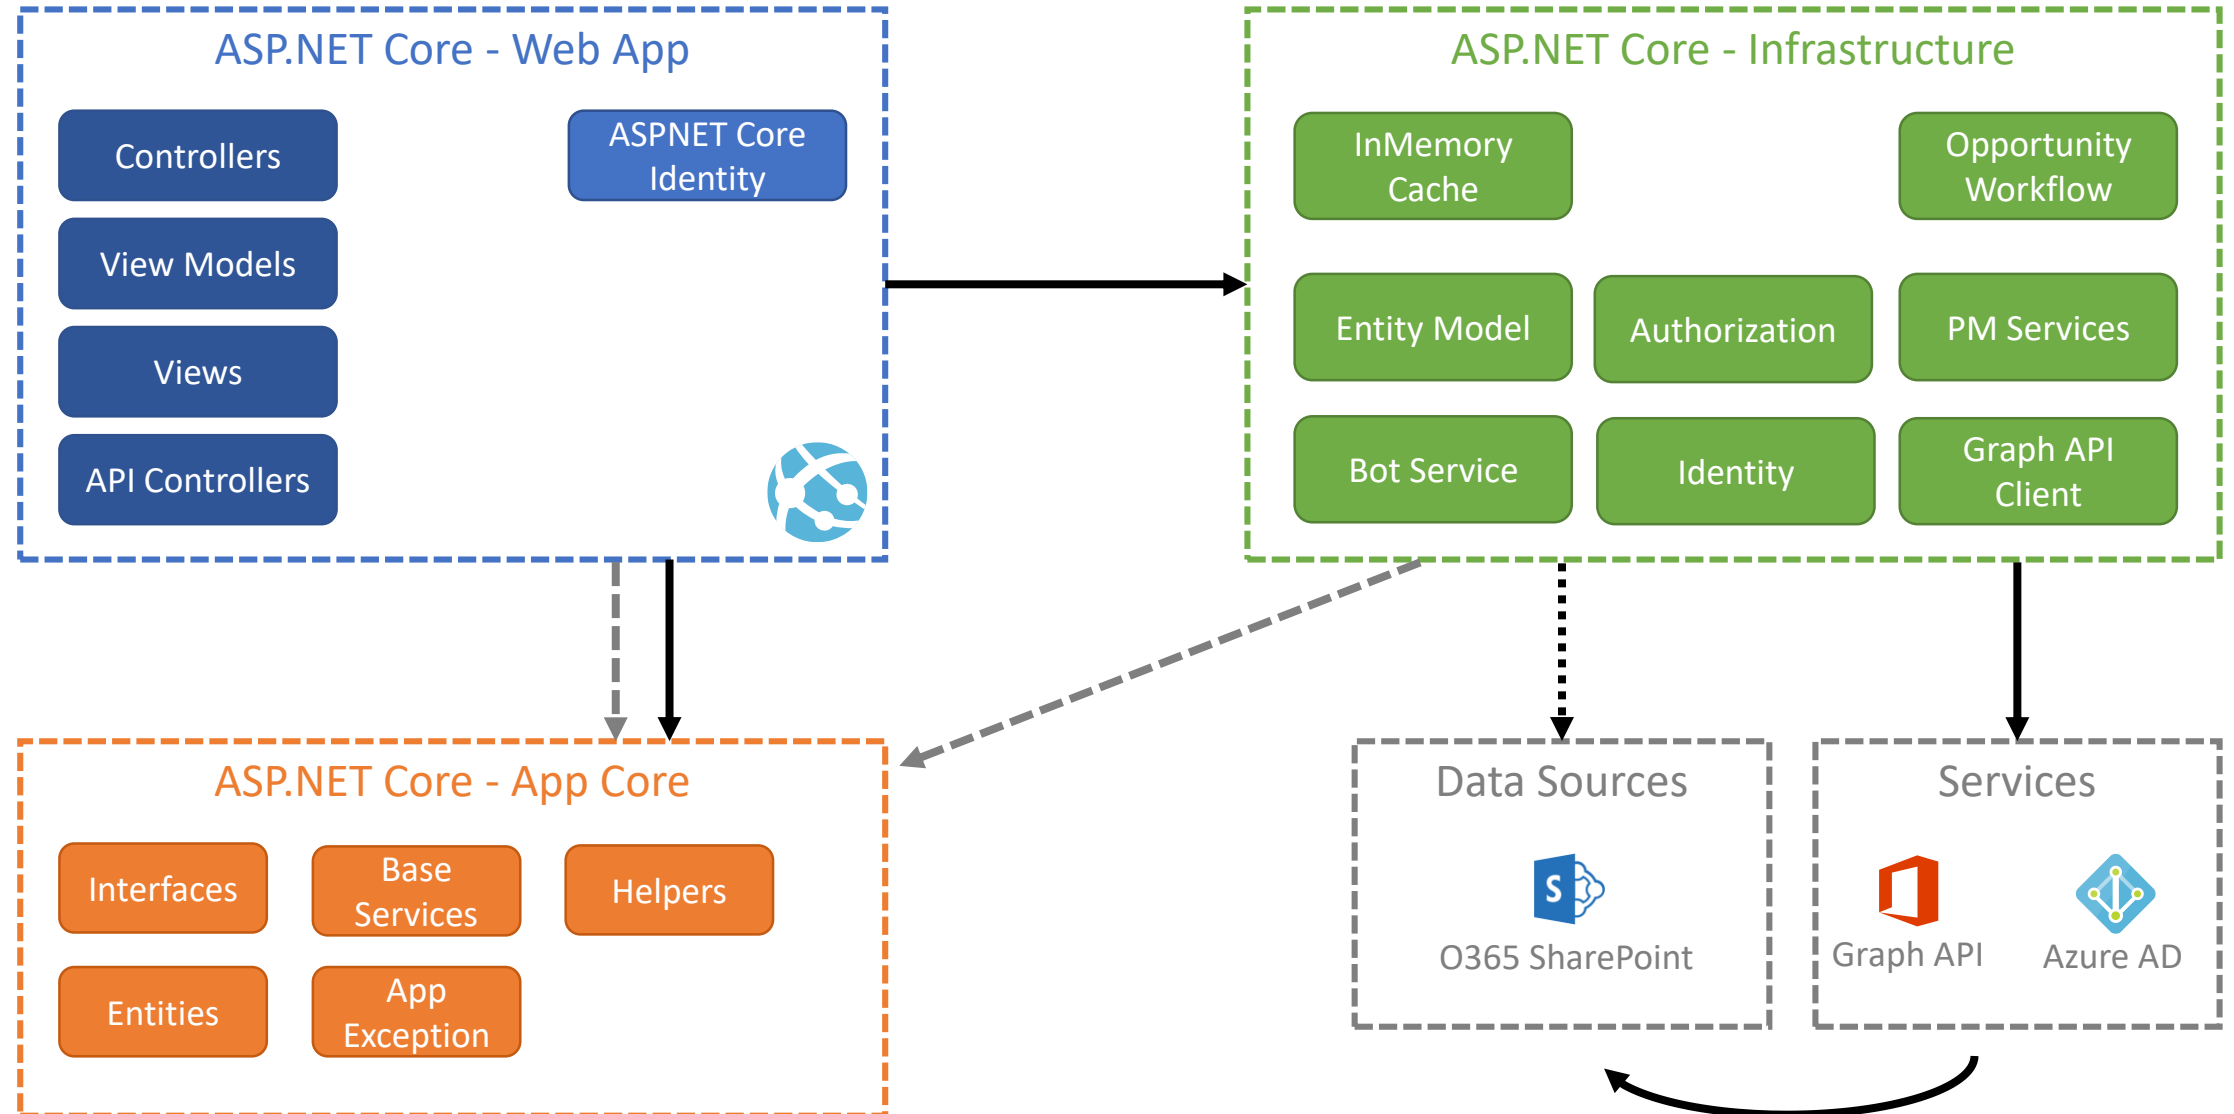 ASP.NET Core - Web App
Controllers
ASPNET Core
Identity
View Models
Views
API Controllers
ASP.NET Core - Infrastructure
InMemory
Cache
Opportunity
Workflow
Entity Model
Authorization
PM Services
Bot Service
Identity
Graph API
Client
ASP.NET Core - App Core
Interfaces
Base
Services
Helpers
Entities
App
Exception
Data Sources
S
O365 SharePoint
Services
Graph API
Azure AD